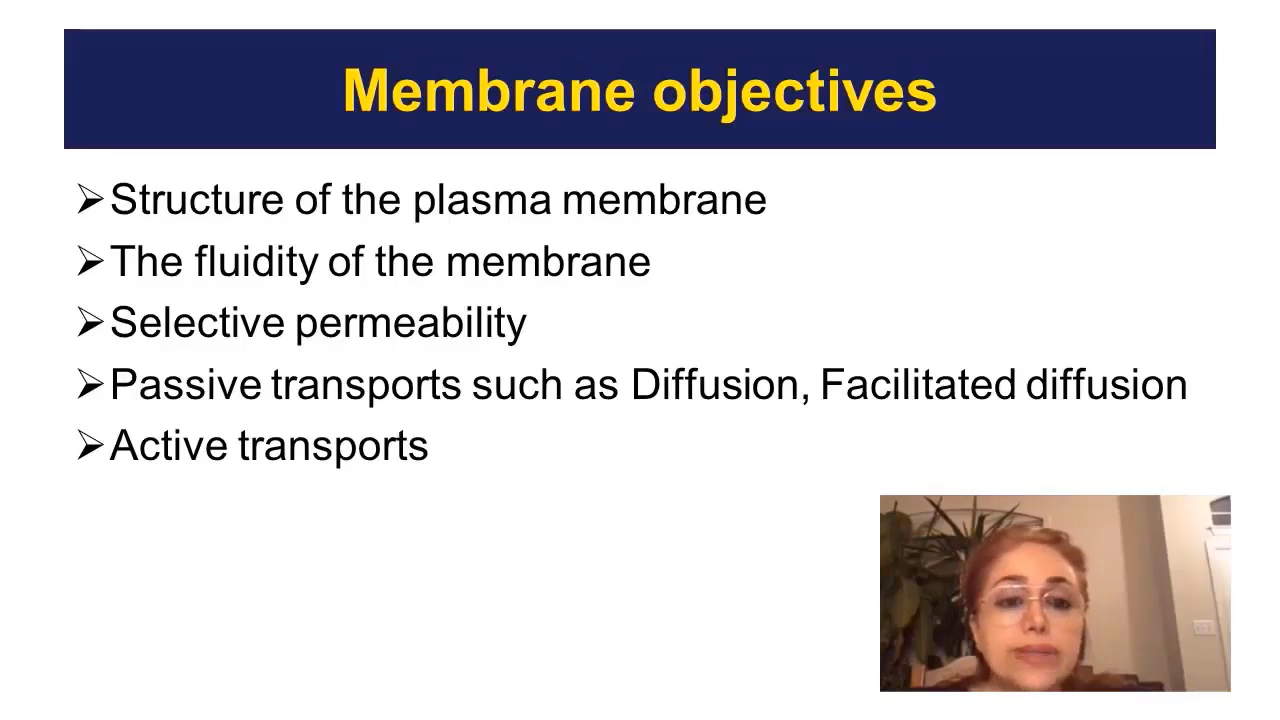 Membrane objectives
➢Structure of the plasma membrane
➢The fluidity of the membrane
➢Selective permeability
➢Passive transports such as Diffusion, Facilitated diffusion
➢Active transports